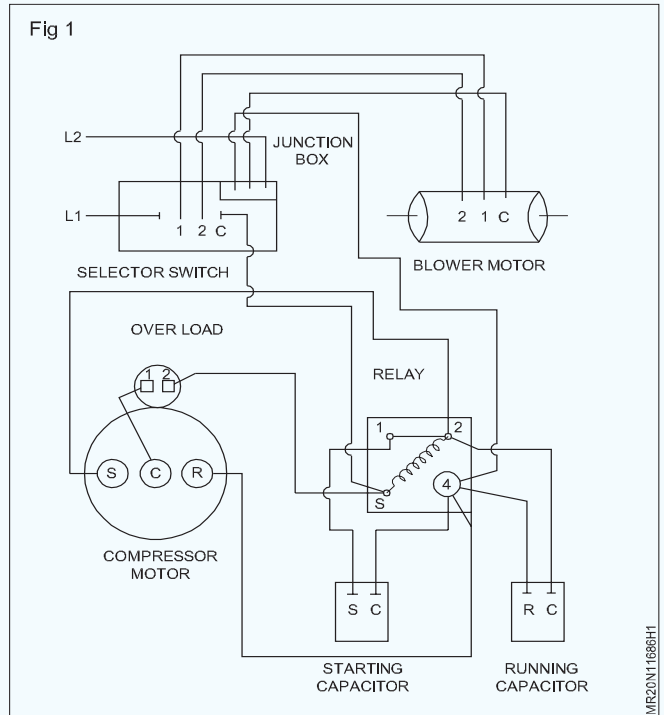 Fig 1
L2
JUNCTION
BOX
L1
1 2 C
2 1 C
SELECTOR SWITCH
BLOWER MOTOR
OVER LOAD
1 2
RELAY
1 2
S C R
S
4
COMPRESSOR
MOTOR
S C
R C
STARTING
CAPACITOR
RUNNING
CAPACITOR
MR20N11686H1